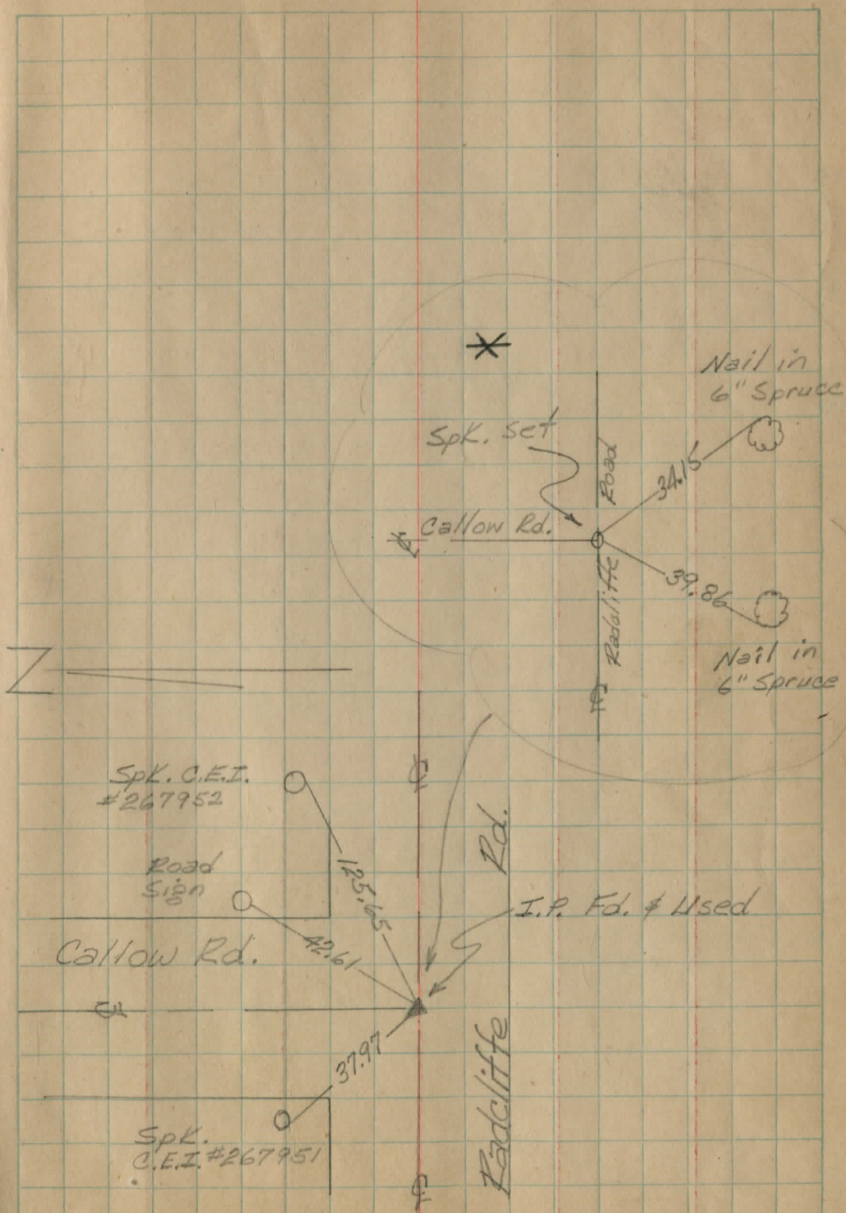 Nail in
6" Spruce
Spk. Set
Road
34.15
Callow Rd.
39.86
Radcliffe
Nail in
6" Spruce
Spk. C.E.I.
#267952
Rd.
125.65
Road
Sign
I.P. Fd. & Used
Callow Rd.
42.61
37.97
Radcliffe
Spk.
C.E.I. #267951